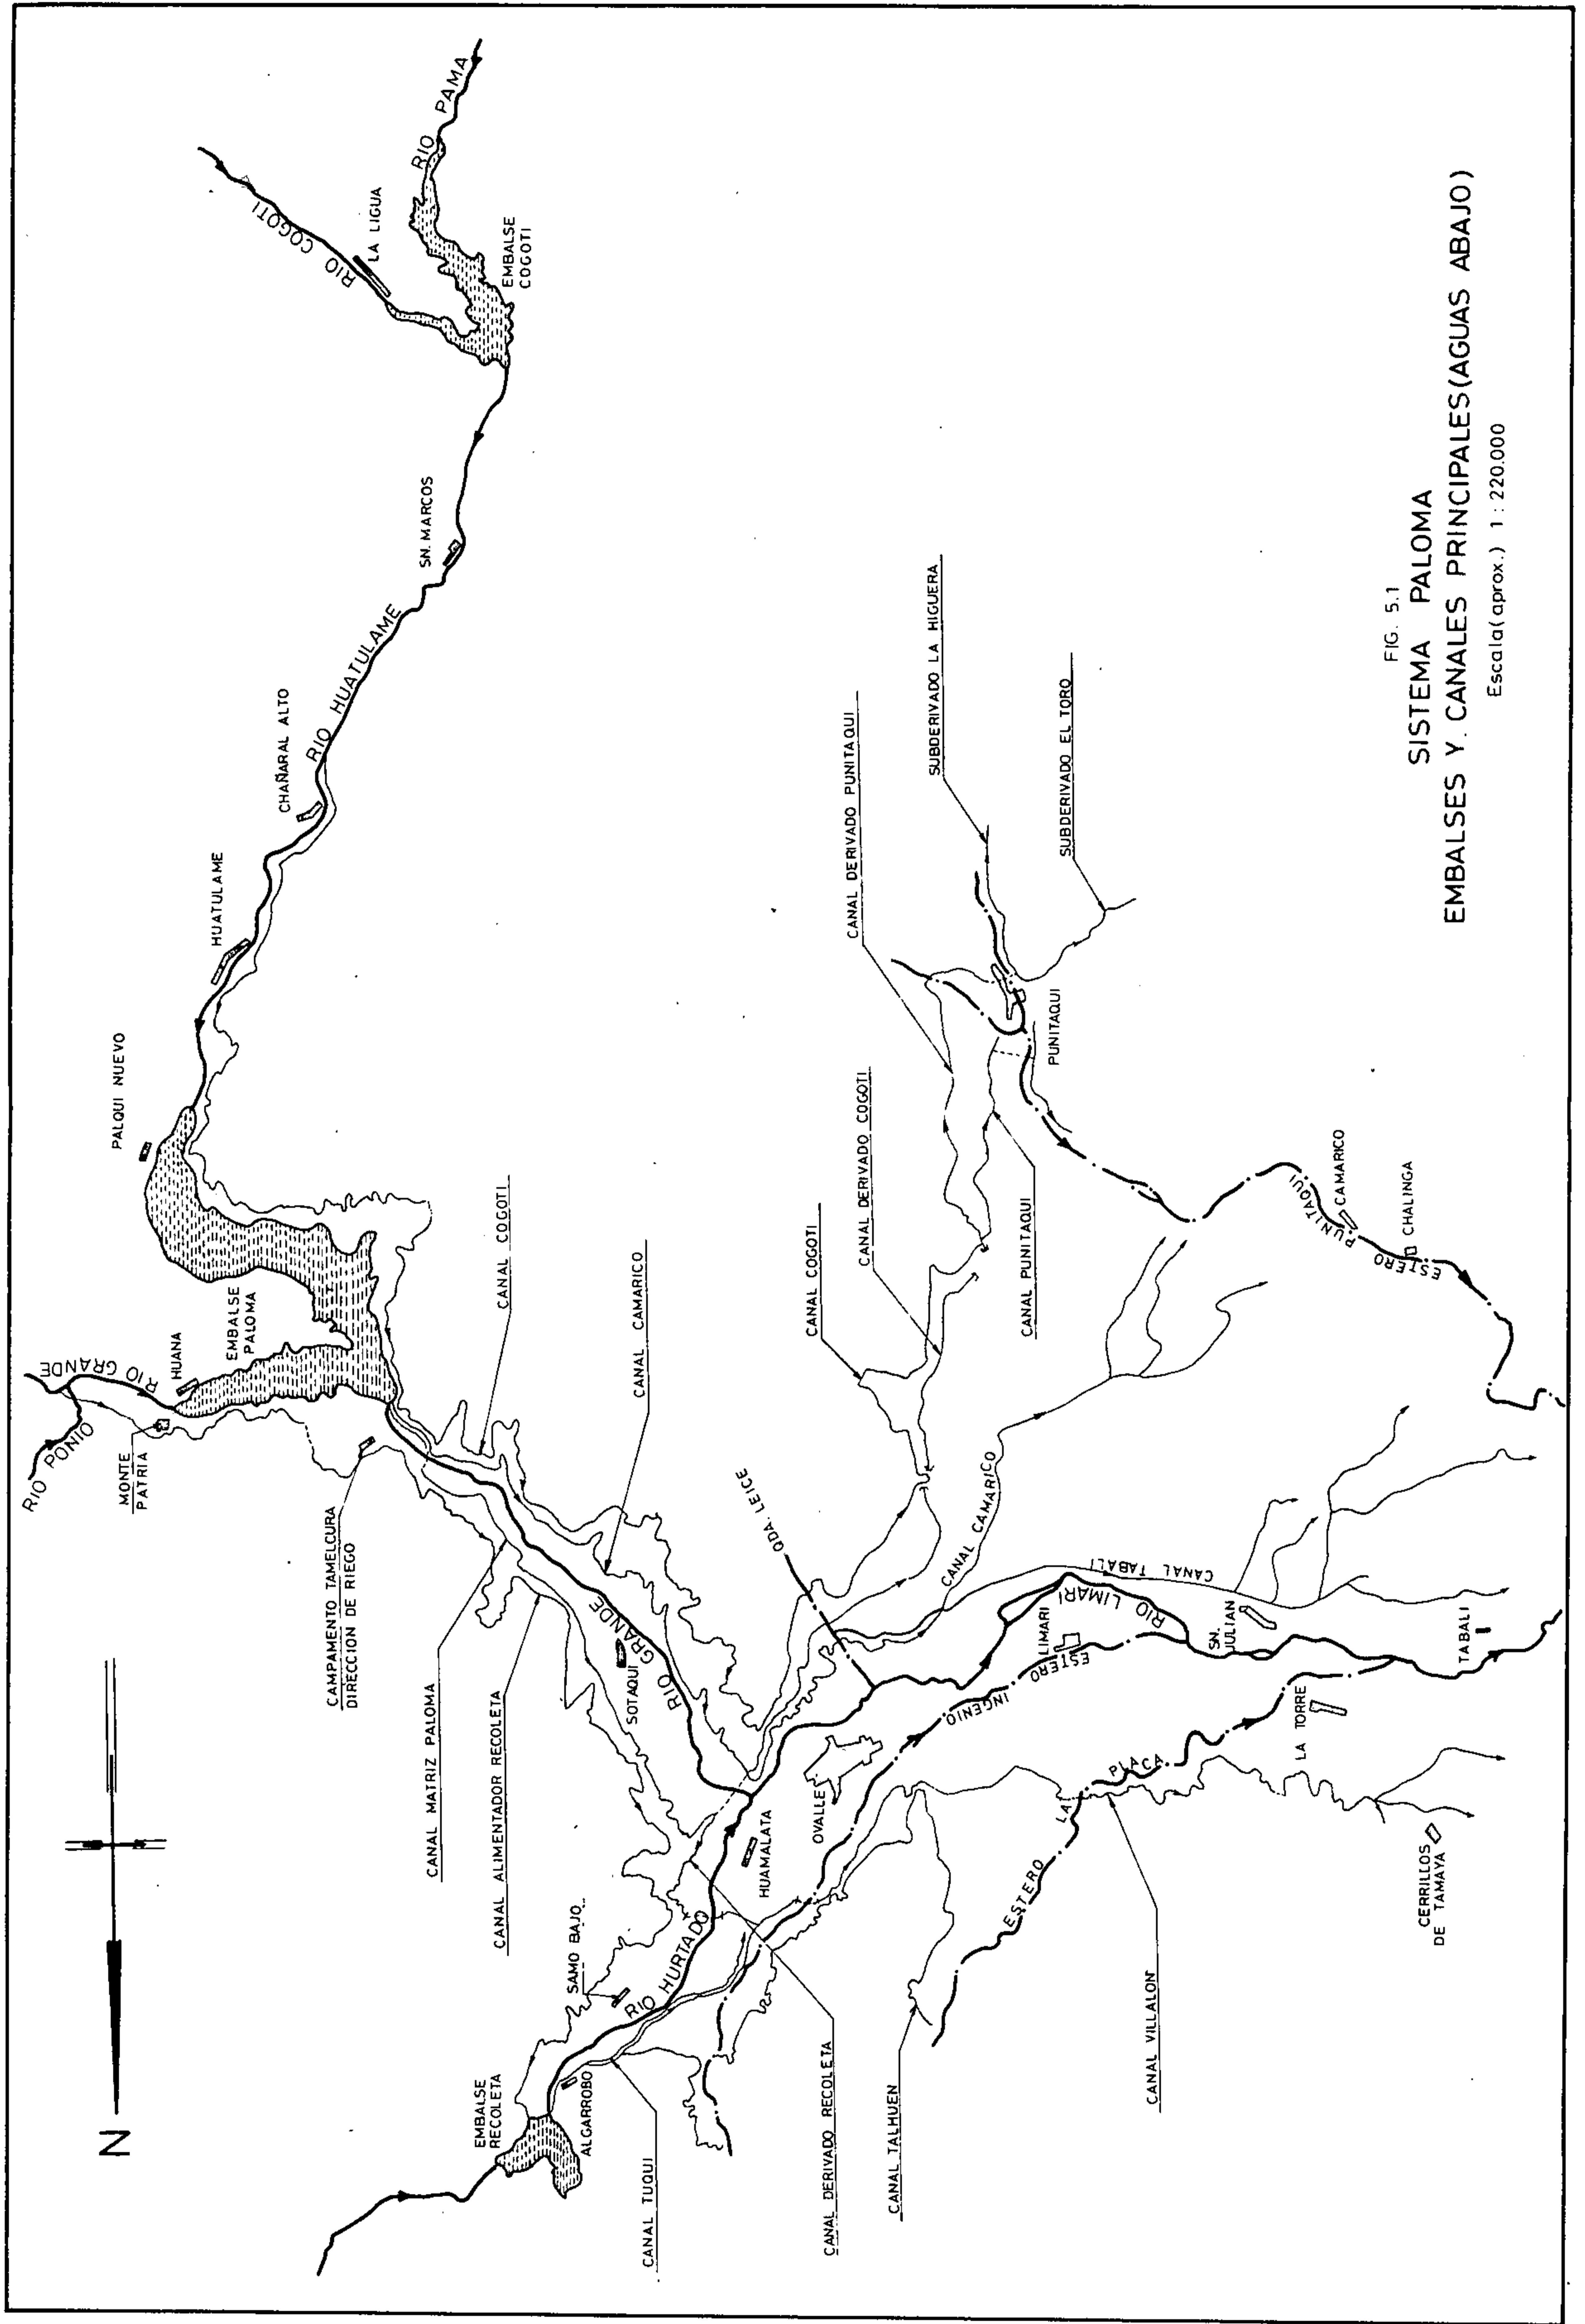 N
RIO PONIO
RIO GRANDE
MONTE
PATRIA
HUANA
EMBALSE
PALOMA
PALQUI NUEVO
HUATULAME
CHAÑARAL ALTO
RIO HUATULAME
SN. MARCOS
RIO COGOTI
LA LIGUA
RIO PAMA
EMBALSE
COGOTI
CAMPAMENTO TAMELCURA
DIRECCION DE RIEGO
CANAL MATRIZ PALOMA
CANAL ALIMENTADOR RECOLETA
CANAL COGOTI
CANAL CAMARICO
SOTAQUI
RIO GRANDE
EMBALSE
RECOLETA
ALGARROBO
SAMO BAJO
RIO HURTADO
CANAL TUQUI
HUAMALATA
OVALLE
CANAL DERIVADO RECOLETA
CANAL TALHUEN
QDA. LEICE
CANAL COGOTI
CANAL DERIVADO COGOTI
CANAL DERIVADO PUNITAQUI
SUBDERIVADO LA HIGUERA
SUBDERIVADO EL TORO
PUNITAQUI
CANAL PUNITAQUI
CANAL CAMARICO
CANAL TABALI
RIO LIMARI
LIMARI
ESTERO INGENIO
SN.
JULIAN
TABALI
ESTERO LA PLACA
LA TORRE
CANAL VILLALON
CERRILLOS
DE TAMAYA
CAMARICO
CHALINGA
ESTERO PUNITAQUI
FIG. 5.1
SISTEMA PALOMA
EMBALSES Y. CANALES PRINCIPALES(AGUAS ABAJO)
Escala(aprox.) 1 : 220.000